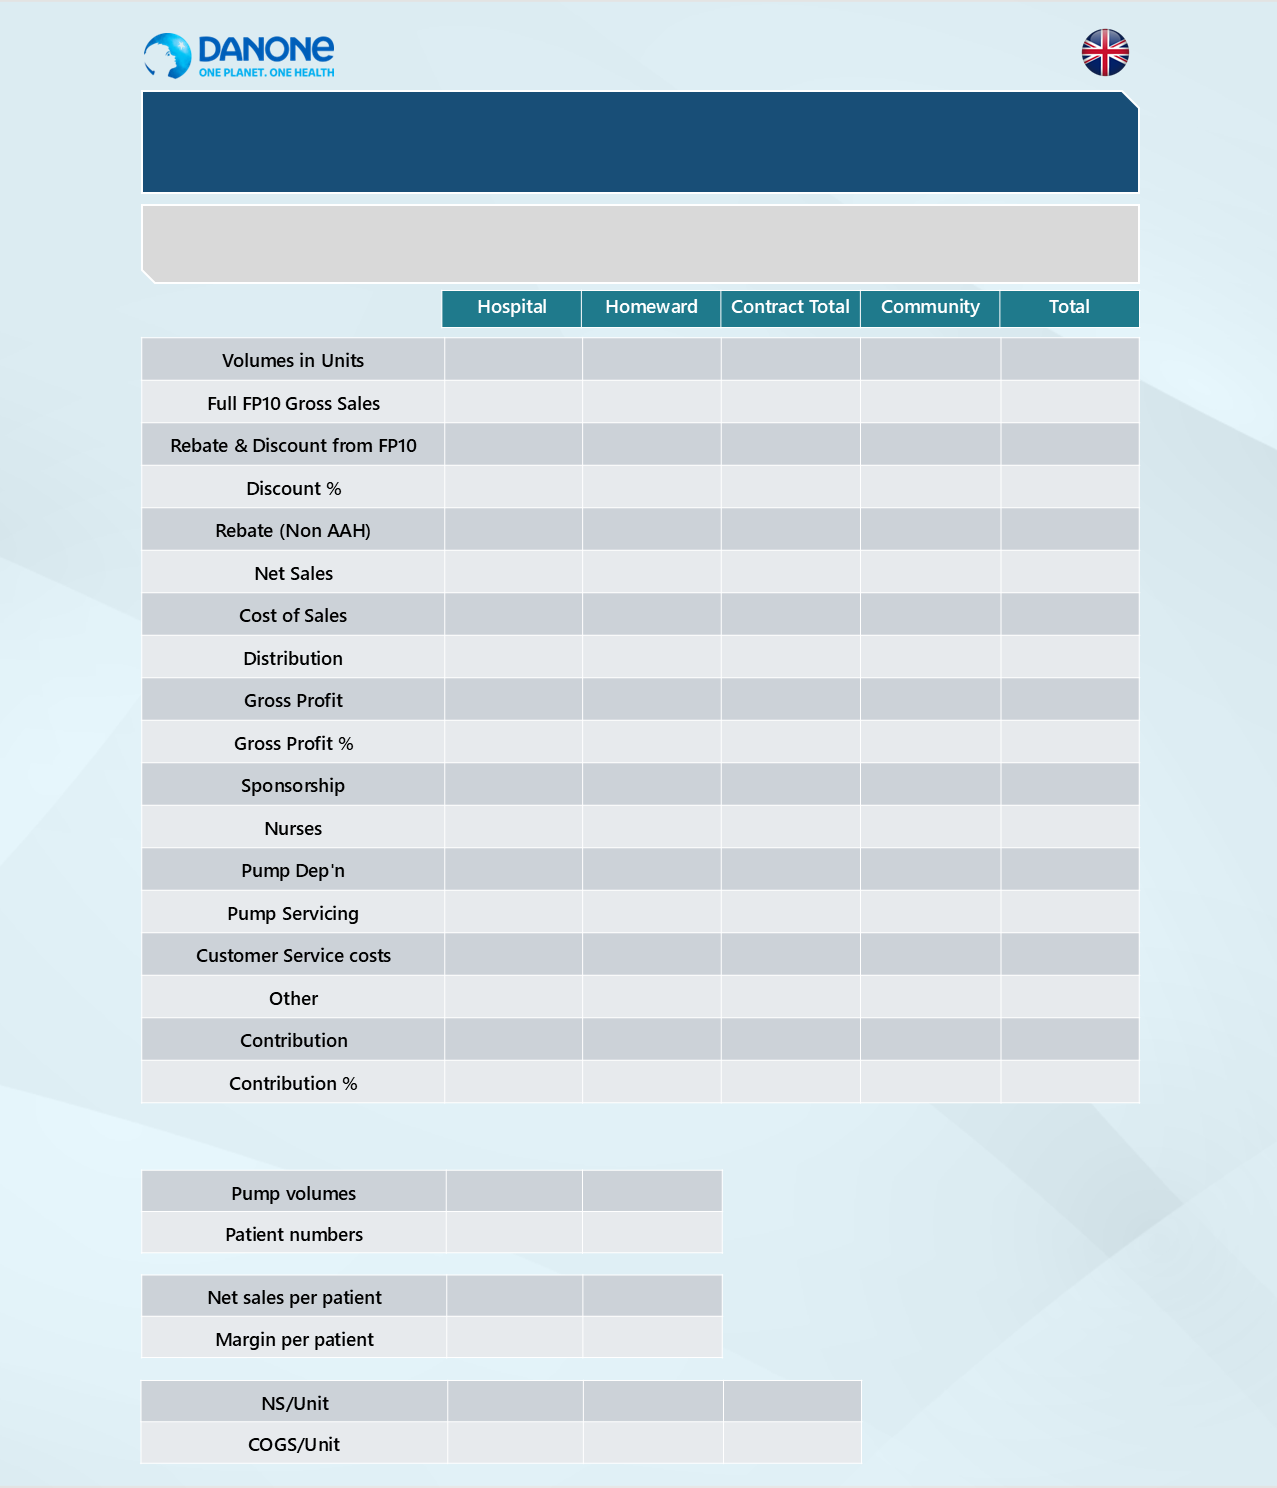 DANONE
ONE PLANET. ONE HEALTH
Hospital Homeward Contract Total Community Total
Volumes in Units
Full FP10 Gross Sales
Rebate & Discount from FP10
Discount %
Rebate (Non AAH)
Net Sales
Cost of Sales
Distribution
Gross Profit
Gross Profit %
Sponsorship
Nurses
Pump Dep'n
Pump Servicing
Customer Service costs
Other
Contribution
Contribution %
Pump volumes
Patient numbers
Net sales per patient
Margin per patient
NS/Unit
COGS/Unit